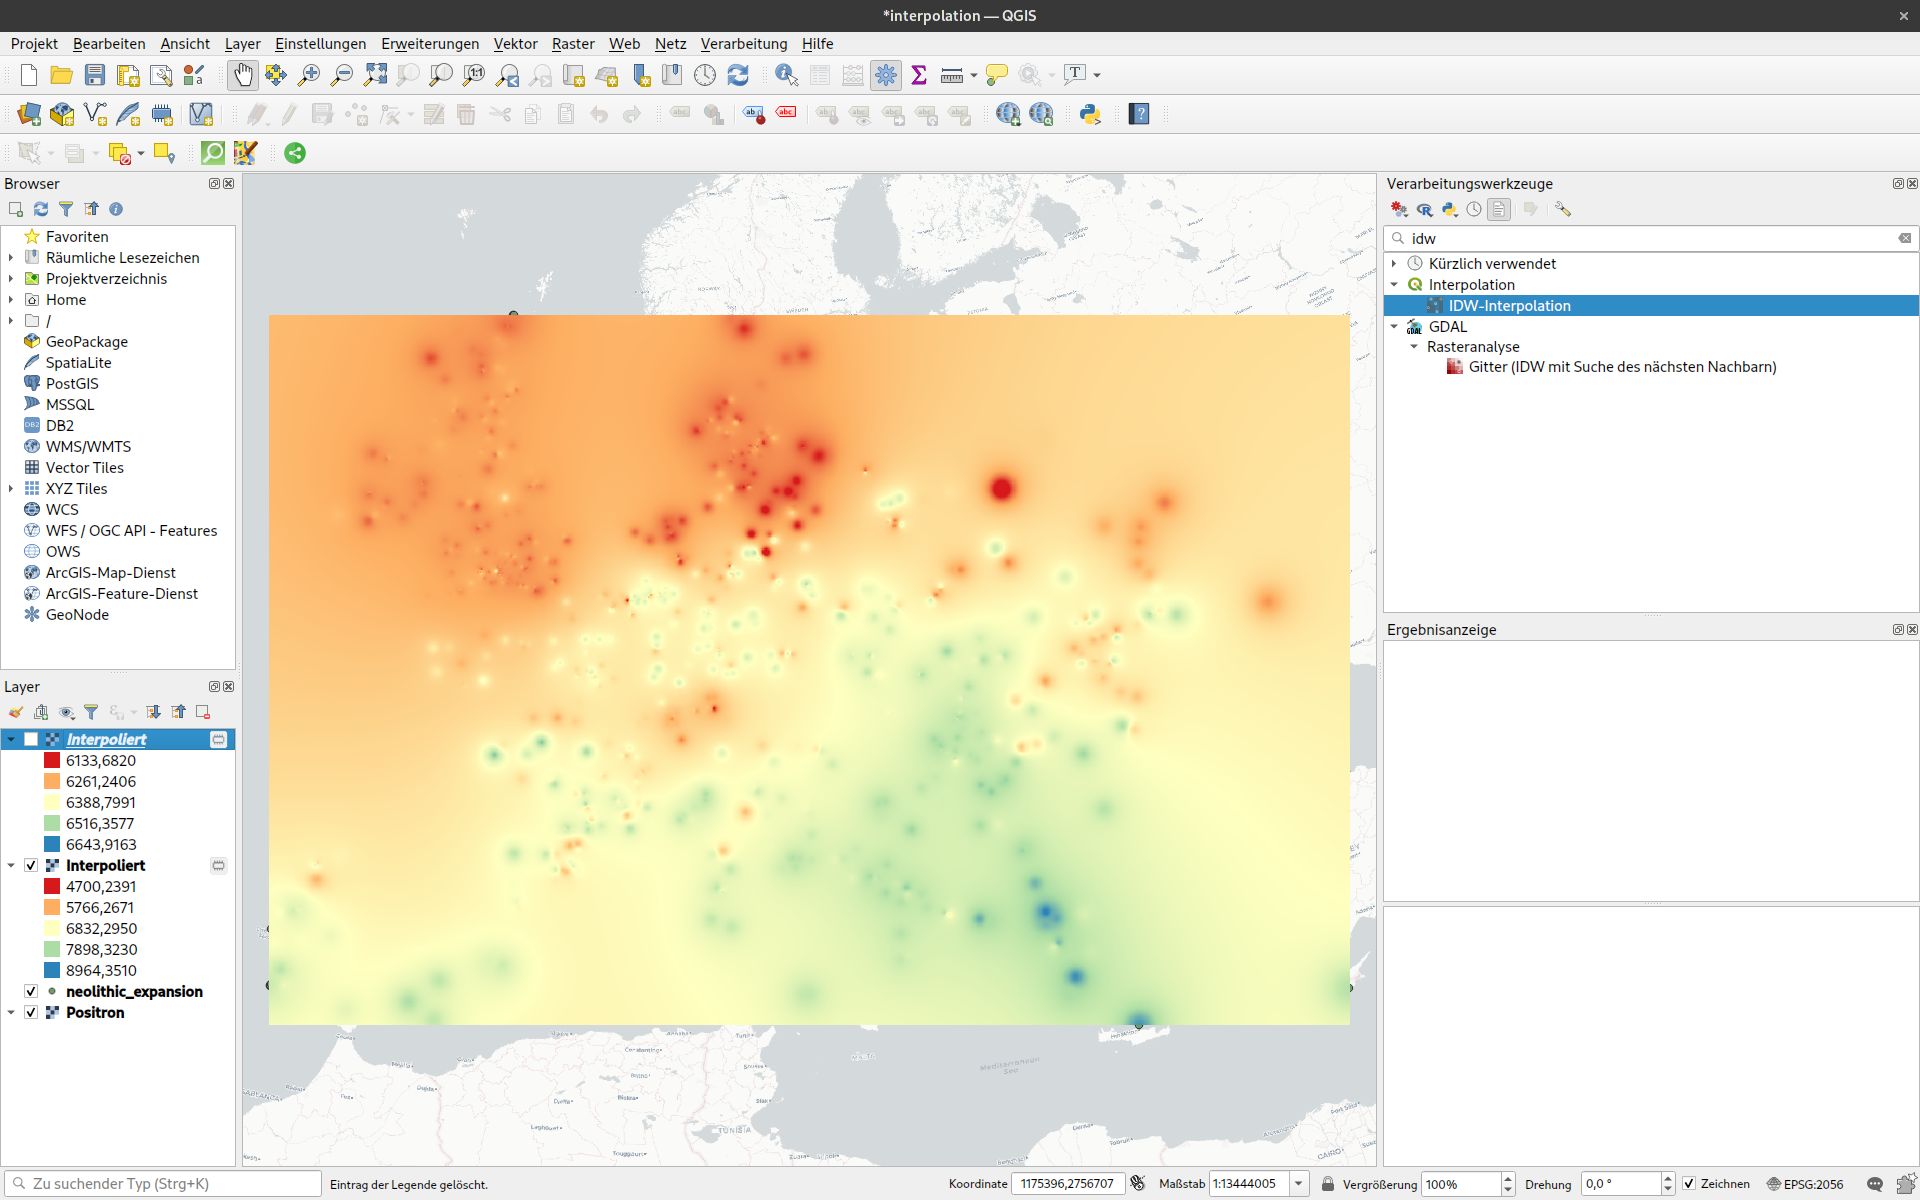 *interpolation — QGIS
Projekt Bearbeiten Ansicht Layer Einstellungen Erweiterungen Vektor Raster Web Netz Verarbeitung Hilfe
Browser
Favoriten
Räumliche Lesezeichen
Projektverzeichnis
Home
/
GeoPackage
SpatiaLite
PostGIS
MSSQL
DB2
WMS/WMTS
Vector Tiles
XYZ Tiles
WCS
WFS / OGC API - Features
OWS
ArcGIS-Map-Dienst
ArcGIS-Feature-Dienst
GeoNode
Layer
Interpoliert
6133,6820
6261,2406
6388,7991
6516,3577
6643,9163
Interpoliert
4700,2391
5766,2671
6832,2950
7898,3230
8964,3510
neolithic_expansion
Positron
Mediterranean Sea
TUNISIA
Verarbeitungswerkzeuge
idw
Kürzlich verwendet
Interpolation
IDW-Interpolation
GDAL
Rasteranalyse
Gitter (IDW mit Suche des nächsten Nachbarn)
Ergebnisanzeige
Zu suchender Typ (Strg+K)
Eintrag der Legende gelöscht.
Koordinate 1175396,2756707
Maßstab 1:13444005
Vergrößerung 100%
Drehung 0,0 °
Zeichnen
EPSG:2056